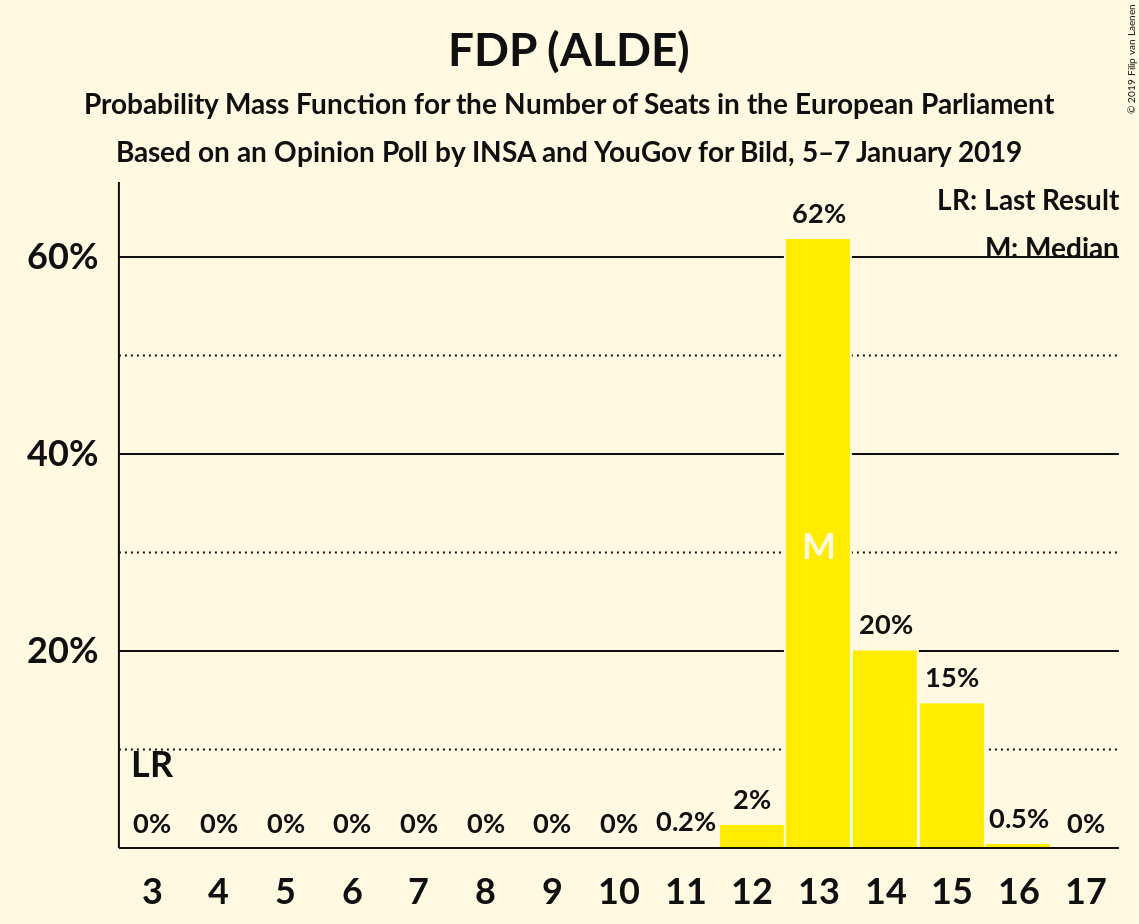 FDP (ALDE)
Probability Mass Function for the Number of Seats in the European Parliament
Based on an Opinion Poll by INSA and YouGov for Bild, 5–7 January 2019
© 2019 Filip van Laenen
LR: Last Result
M: Median
60%
40%
20%
62%
M
20%
15%
LR
0% 0% 0% 0% 0% 0% 0% 0% 0.2% 2% 0.5% 0%
3 4 5 6 7 8 9 10 11 12 13 14 15 16 17